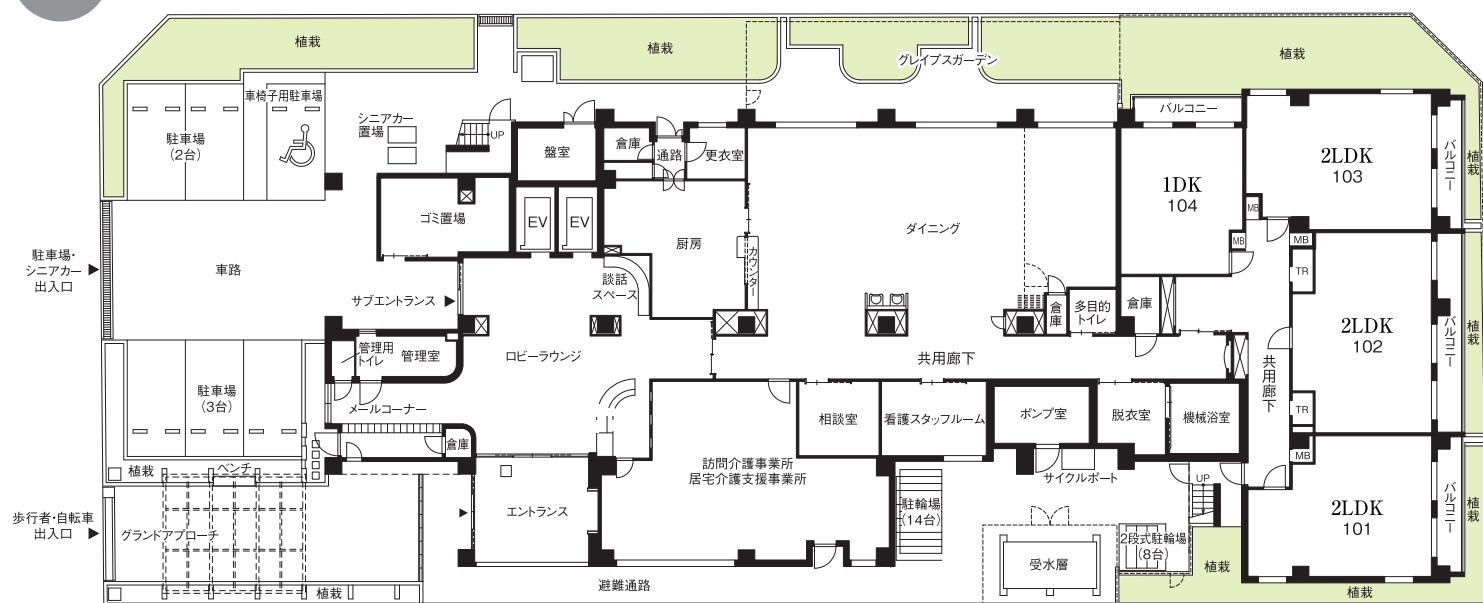 植栽
植栽
グレイプスガーデン
植栽
車椅子用駐車場
駐車場
(2台)
シニアカー
置場
UP
盤室
倉庫
通路
更衣室
バルコニー
2LDK
103
バルコニー
植栽
1DK
104
MB
MB
MB
ゴミ置場
EV
EV
厨房
ダイニング
カウンター
駐車場・
シニアカー
出入口
車路
サブエントランス
談話
スペース
倉庫
多目的
トイレ
倉庫
TR
2LDK
102
バルコニー
植栽
管理用
トイレ
管理室
ロビーラウンジ
共用廊下
共用廊下
駐車場
(3台)
メールコーナー
倉庫
相談室
看護スタッフルーム
ポンプ室
脱衣室
機械浴室
TR
MB
植栽
ベンチ
訪問介護事業所
居宅介護支援事業所
サイクルポート
UP
歩行者・自転車
出入口
グランドアプローチ
エントランス
駐輪場
(14台)
2段式駐輪場
(8台)
受水層
2LDK
101
バルコニー
植栽
植栽
避難通路
植栽
植栽